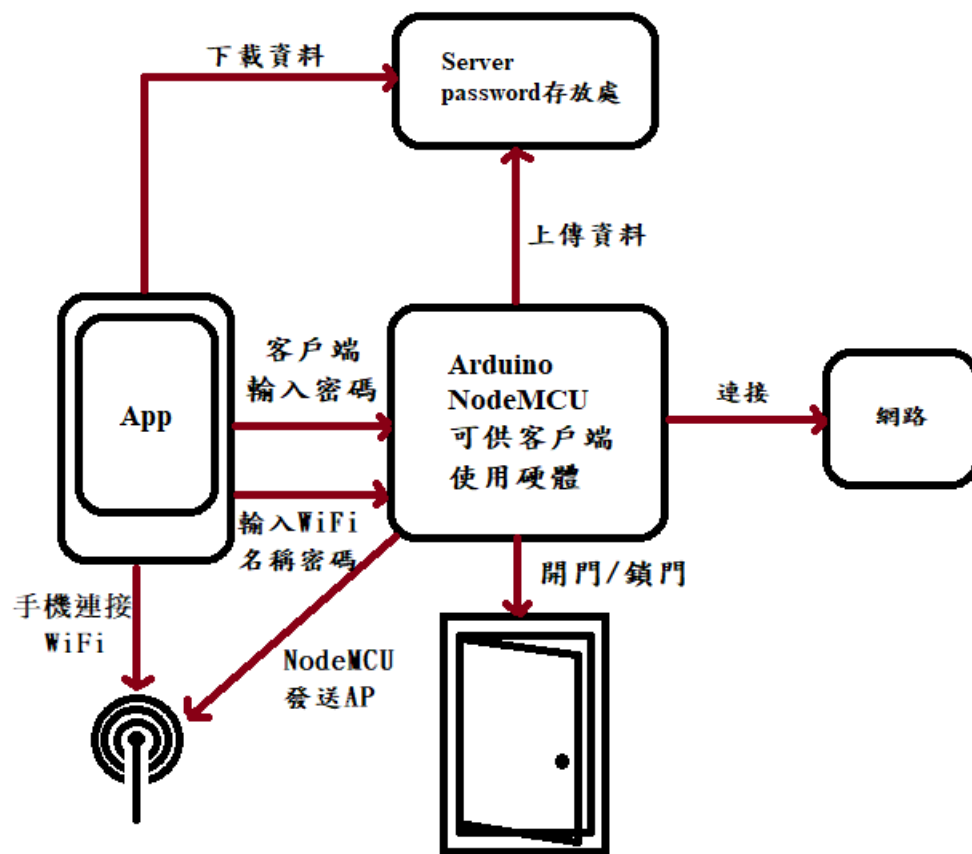 下載資料
Server
password存放處
上傳資料
客戶端
輸入密碼
App
Arduino
NodeMCU
可供客戶端
使用硬體
連接
網路
輸入WiFi
名稱密碼
開門/鎖門
手機連接
WiFi
NodeMCU
發送AP